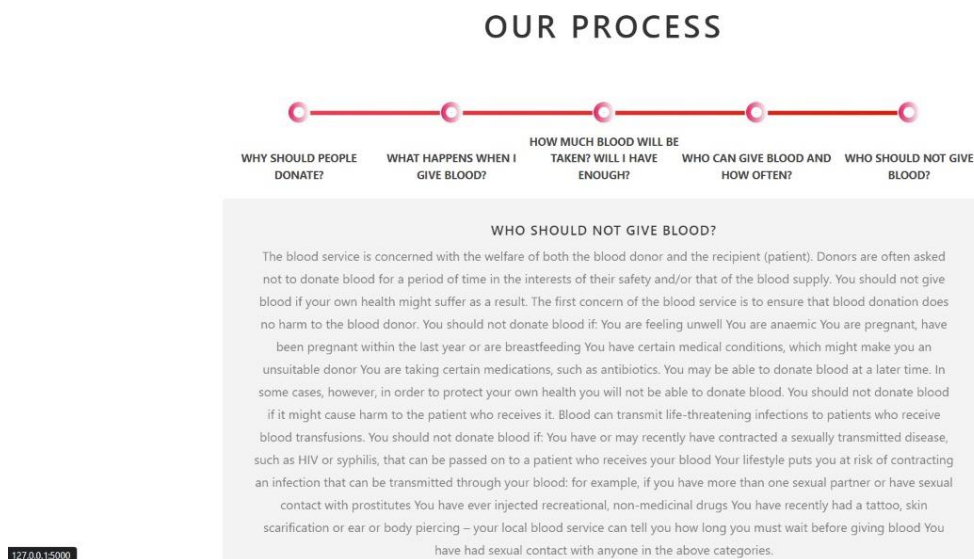 OUR PROCESS
WHY SHOULD PEOPLE
DONATE?
WHAT HAPPENS WHEN I
GIVE BLOOD?
HOW MUCH BLOOD WILL BE
TAKEN? WILL I HAVE
ENOUGH?
WHO CAN GIVE BLOOD AND
HOW OFTEN?
WHO SHOULD NOT GIVE
BLOOD?
WHO SHOULD NOT GIVE BLOOD?
The blood service is concerned with the welfare of both the blood donor and the recipient (patient). Donors are often asked
not to donate blood for a period of time in the interests of their safety and/or that of the blood supply. You should not give
blood if your own health might suffer as a result. The first concern of the blood service is to ensure that blood donation does
no harm to the blood donor. You should not donate blood if: You are feeling unwell You are anaemic You are pregnant, have
been pregnant within the last year or are breastfeeding You have certain medical conditions, which might make you an
unsuitable donor You are taking certain medications, such as antibiotics. You may be able to donate blood at a later time. In
some cases, however, in order to protect your own health you will not be able to donate blood. You should not donate blood
if it might cause harm to the patient who receives it. Blood can transmit life-threatening infections to patients who receive
blood transfusions. You should not donate blood if: You have or may recently have contracted a sexually transmitted disease,
such as HIV or syphilis, that can be passed on to a patient who receives your blood Your lifestyle puts you at risk of contracting
an infection that can be transmitted through your blood: for example, if you have more than one sexual partner or have sexual
contact with prostitutes You have ever injected recreational, non-medicinal drugs You have recently had a tattoo, skin
scarification or ear or body piercing – your local blood service can tell you how long you must wait before giving blood You
have had sexual contact with anyone in the above categories.
127.0.0.1:5000